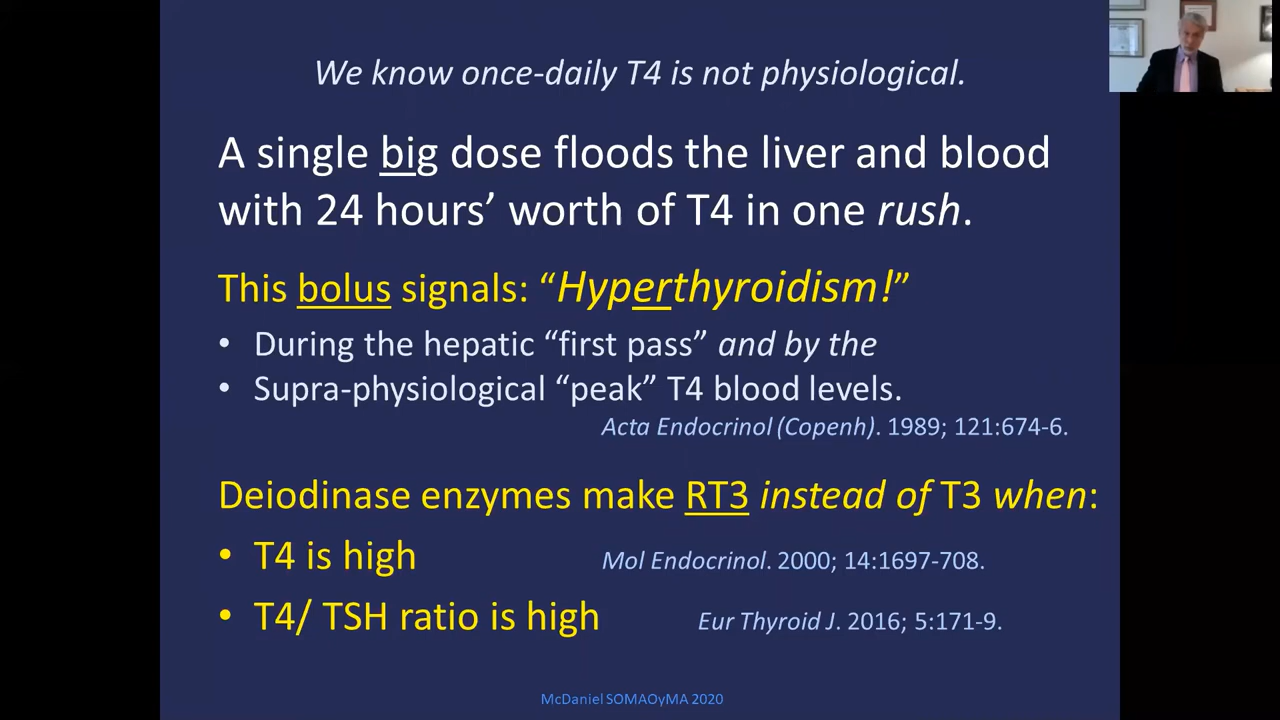 We know once-daily T4 is not physiological.
A single big dose floods the liver and blood
with 24 hours’ worth of T4 in one rush.
This bolus signals: “Hyperthyroidism!”
• During the hepatic “first pass” and by the
• Supra-physiological “peak” T4 blood levels.
Acta Endocrinol (Copenh). 1989; 121:674-6.
Deiodinase enzymes make RT3 instead of T3 when:
• T4 is high Mol Endocrinol. 2000; 14:1697-708.
• T4/ TSH ratio is high Eur Thyroid J. 2016; 5:171-9.
McDaniel SOMAOyMA 2020